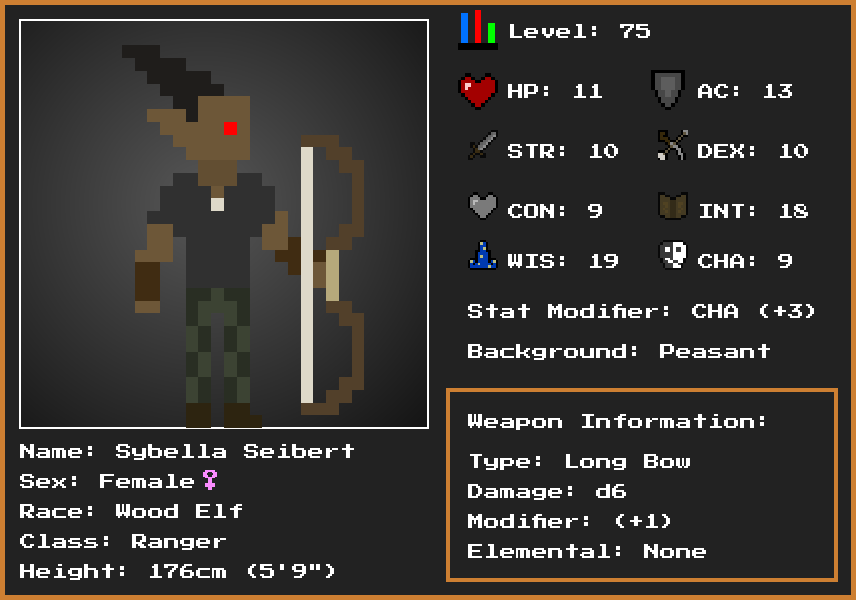 Level: 75
HP: 11
AC: 13
STR: 10
DEX: 10
CON: 9
INT: 18
WIS: 19
CHA: 9
Stat Modifier: CHA (+3)
Background: Peasant
Weapon Information:
Type: Long Bow
Damage: d6
Modifier: (+1)
Elemental: None
Name: Sybella Seibert
Sex: Female♀
Race: Wood Elf
Class: Ranger
Height: 176cm (5'9")